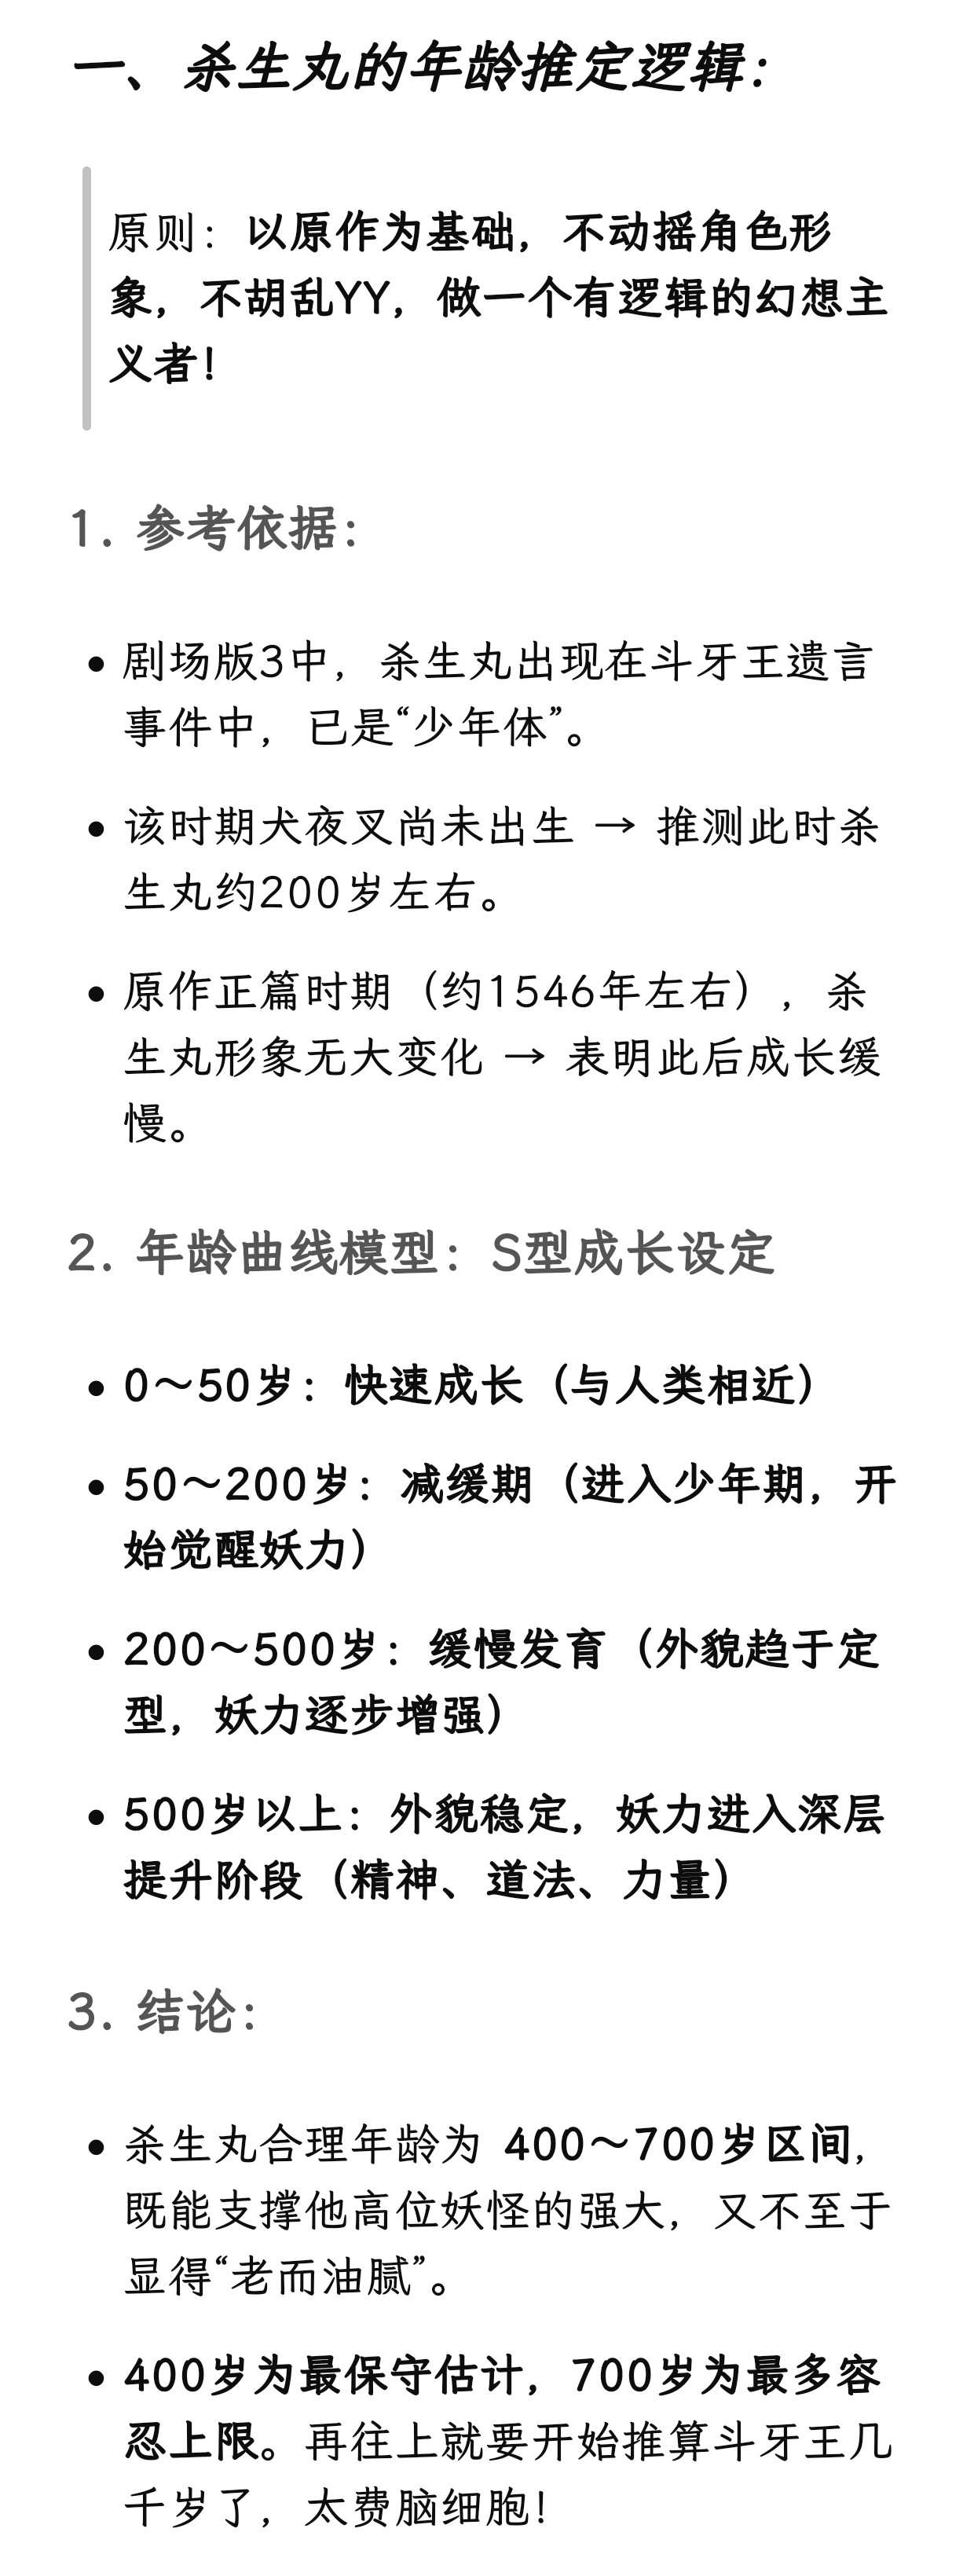 一、杀生丸的年龄推定逻辑：
原则：以原作为基础，不动摇角色形
象，不胡乱YY，做一个有逻辑的幻想主
义者！
1. 参考依据：
• 剧场版3中，杀生丸出现在斗牙王遗言
事件中，已是“少年体”。
• 该时期犬夜叉尚未出生 → 推测此时杀
生丸约200岁左右。
• 原作正篇时期（约1546年左右），杀
生丸形象无大变化 → 表明此后成长缓
慢。
2. 年龄曲线模型：S型成长设定
• 0～50岁：快速成长（与人类相近）
• 50～200岁：减缓期（进入少年期，开
始觉醒妖力）
• 200～500岁：缓慢发育（外貌趋于定
型，妖力逐步增强）
• 500岁以上：外貌稳定，妖力进入深层
提升阶段（精神、道法、力量）
3. 结论：
• 杀生丸合理年龄为 400～700岁区间，
既能支撑他高位妖怪的强大，又不至于
显得“老而油腻”。
• 400岁为最保守估计，700岁为最多容
忍上限。再往上就要开始推算斗牙王几
千岁了，太费脑细胞！